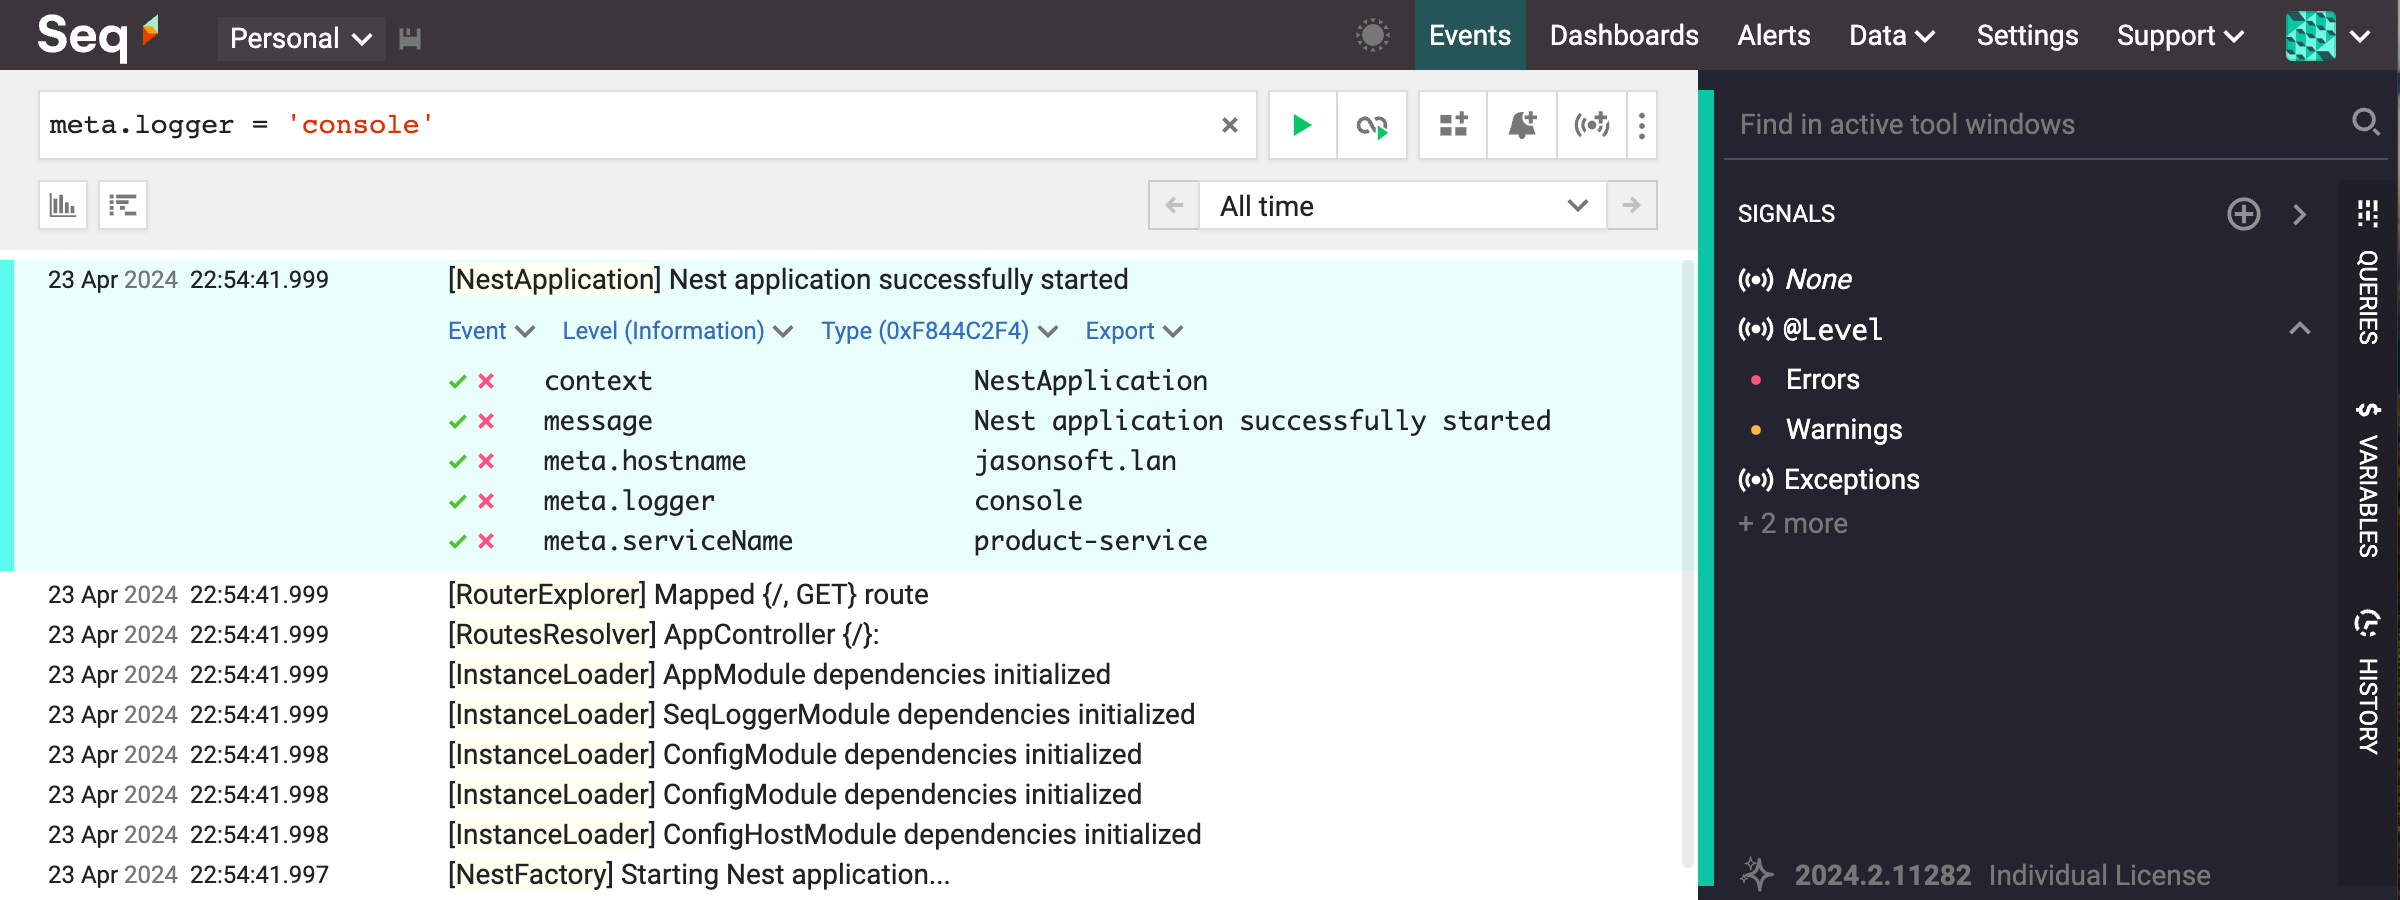 Seq Personal Events Dashboards Alerts Data Settings Support
meta.logger = 'console'
All time
23 Apr 2024 22:54:41.999 [NestApplication] Nest application successfully started
Event Level (Information) Type (0xF844C2F4) Export
context NestApplication
message Nest application successfully started
meta.hostname jasonsoft.lan
meta.logger console
meta.serviceName product-service
23 Apr 2024 22:54:41.999 [RouterExplorer] Mapped {/, GET} route
23 Apr 2024 22:54:41.999 [RoutesResolver] AppController {/}:
23 Apr 2024 22:54:41.999 [InstanceLoader] AppModule dependencies initialized
23 Apr 2024 22:54:41.999 [InstanceLoader] SeqLoggerModule dependencies initialized
23 Apr 2024 22:54:41.998 [InstanceLoader] ConfigModule dependencies initialized
23 Apr 2024 22:54:41.998 [InstanceLoader] ConfigModule dependencies initialized
23 Apr 2024 22:54:41.998 [InstanceLoader] ConfigHostModule dependencies initialized
23 Apr 2024 22:54:41.997 [NestFactory] Starting Nest application...
Find in active tool windows
SIGNALS
None
@Level
Errors
Warnings
Exceptions
+ 2 more
2024.2.11282 Individual License
QUERIES
$ VARIABLES
HISTORY